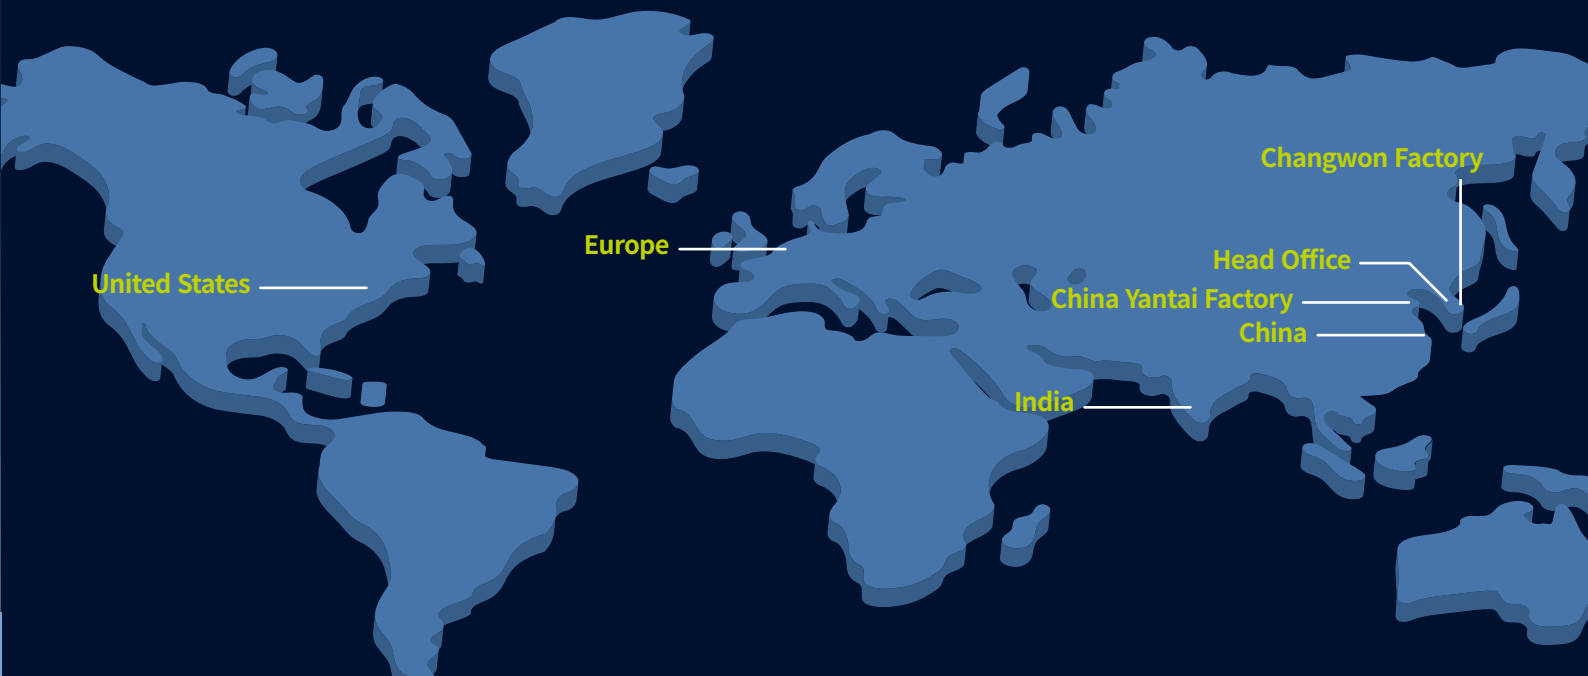 Changwon Factory
Europe
Head Office
United States
China Yantai Factory
China
India